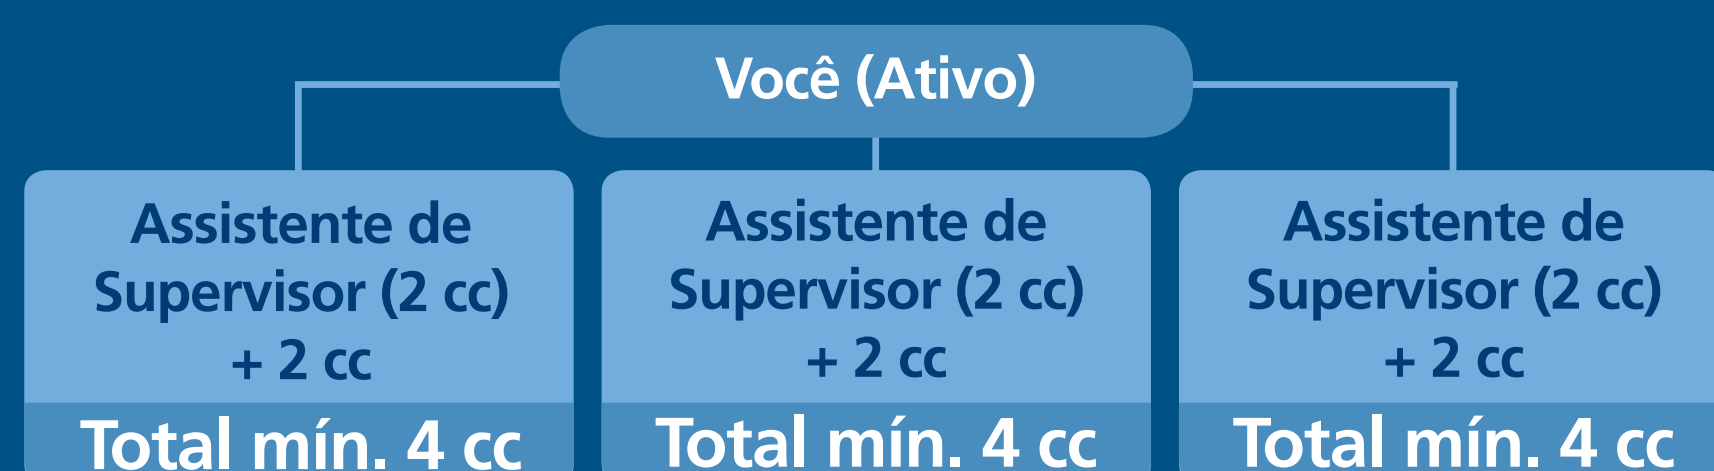 Você (Ativo)
Assistente de
Supervisor (2 cc)
+ 2 cc
Total mín. 4 cc
Assistente de
Supervisor (2 cc)
+ 2 cc
Total mín. 4 cc
Assistente de
Supervisor (2 cc)
+ 2 cc
Total mín. 4 cc